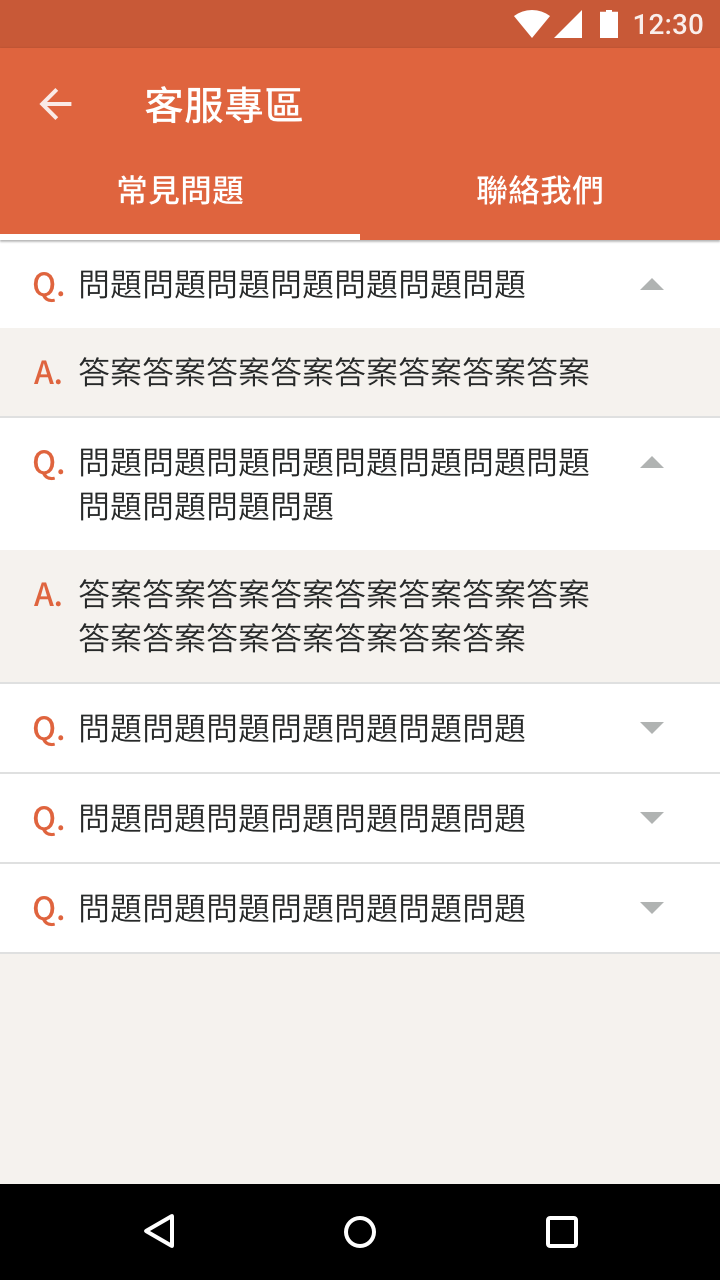 12:30
客服專區
常見問題
聯絡我們
Q. 問題問題問題問題問題問題問題
A. 答案答案答案答案答案答案答案答案
Q. 問題問題問題問題問題問題問題問題
問題問題問題問題
A. 答案答案答案答案答案答案答案答案
答案答案答案答案答案答案答案
Q. 問題問題問題問題問題問題問題
Q. 問題問題問題問題問題問題問題
Q. 問題問題問題問題問題問題問題